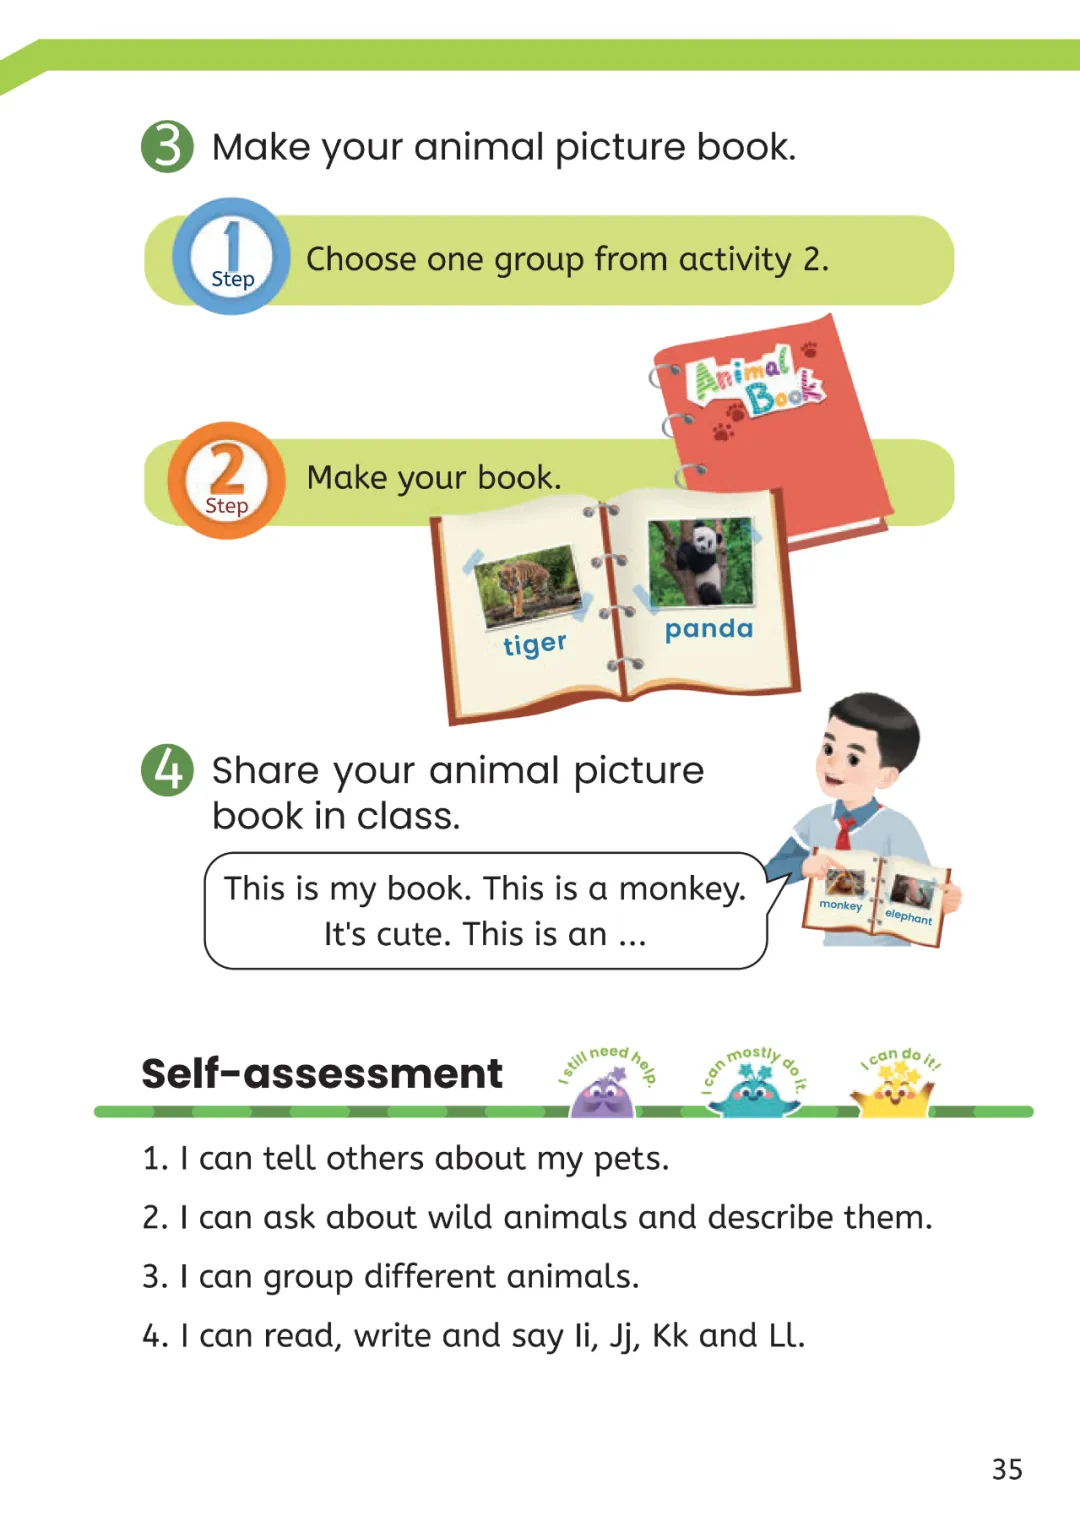 3 Make your animal picture book.
1
Step
Choose one group from activity 2.
Animal
Book
2
Step
Make your book.
tiger
panda
4 Share your animal picture
book in class.
This is my book. This is a monkey.
It's cute. This is an ...
monkey
elephant
Self-assessment
I still need help.
I can mostly do it.
I can do it!
1. I can tell others about my pets.
2. I can ask about wild animals and describe them.
3. I can group different animals.
4. I can read, write and say Ii, Jj, Kk and Ll.
35